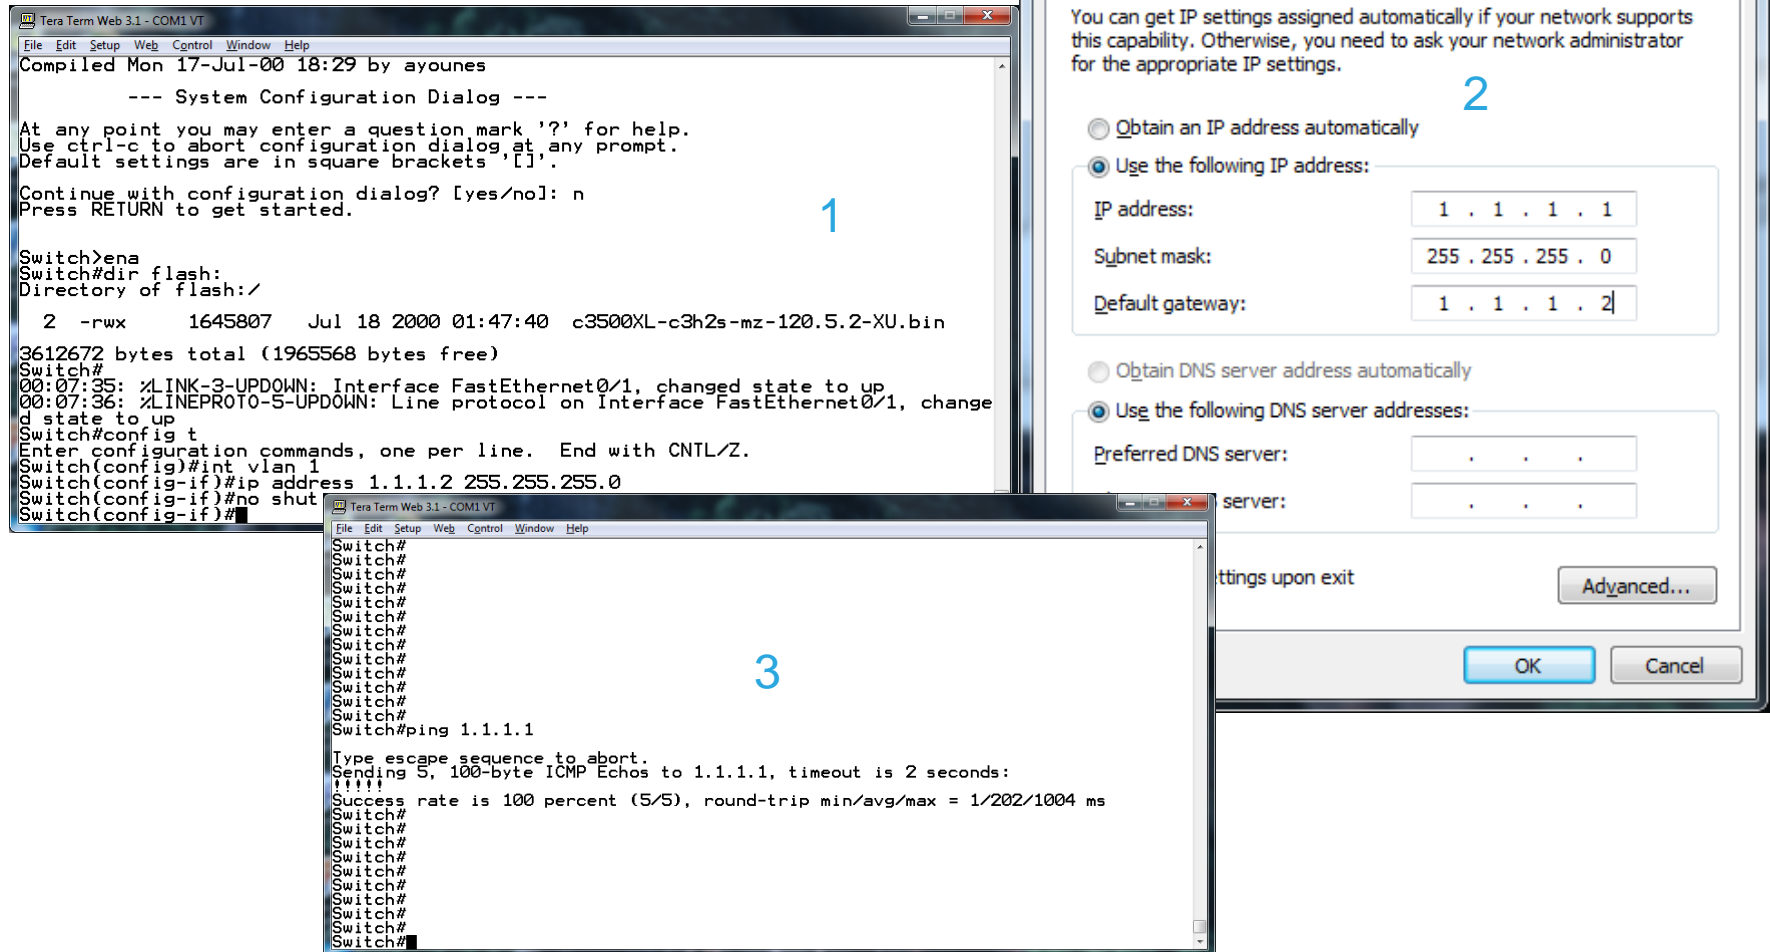 Tera Term Web 3.1 - COM1 VT
File Edit Setup Web Control Window Help
Compiled Mon 17-Jul-00 18:29 by ayounes
--- System Configuration Dialog ---
At any point you may enter a question mark '?' for help.
Use ctrl-c to abort configuration dialog at any prompt.
Default settings are in square brackets '[]'.
Continue with configuration dialog? [yes/no]: n
Press RETURN to get started.
1
Switch>ena
Switch#dir flash:
Directory of flash:/
2 -rwx 1645807 Jul 18 2000 01:47:40 c3500XL-c3h2s-mz-120.5.2-XU.bin
3612672 bytes total (1965568 bytes free)
Switch#
00:07:35: %LINK-3-UPDOWN: Interface FastEthernet0/1, changed state to up
00:07:36: %LINEPROTO-5-UPDOWN: Line protocol on Interface FastEthernet0/1, change
d state to up
Switch#config t
Enter configuration commands, one per line. End with CNTL/Z.
Switch(config)#int vlan 1
Switch(config-if)#ip address 1.1.1.2 255.255.255.0
Switch(config-if)#no shut
Switch(config-if)#
You can get IP settings assigned automatically if your network supports
this capability. Otherwise, you need to ask your network administrator
for the appropriate IP settings.
2
Obtain an IP address automatically
Use the following IP address:
IP address: 1 . 1 . 1 . 1
Subnet mask: 255 . 255 . 255 . 0
Default gateway: 1 . 1 . 1 . 2
Obtain DNS server address automatically
Use the following DNS server addresses:
Preferred DNS server: . . .
server: . . .
ttings upon exit
Advanced...
OK Cancel
Tera Term Web 3.1 - COM1 VT
File Edit Setup Web Control Window Help
Switch#
Switch#
Switch#
Switch#
Switch#
Switch#
Switch#
Switch#
Switch#
Switch#
Switch#
Switch#
Switch#
3
Switch#ping 1.1.1.1
Type escape sequence to abort.
Sending 5, 100-byte ICMP Echos to 1.1.1.1, timeout is 2 seconds:
!!!!!
Success rate is 100 percent (5/5), round-trip min/avg/max = 1/202/1004 ms
Switch#
Switch#
Switch#
Switch#
Switch#
Switch#
Switch#
Switch#
Switch#
Switch#